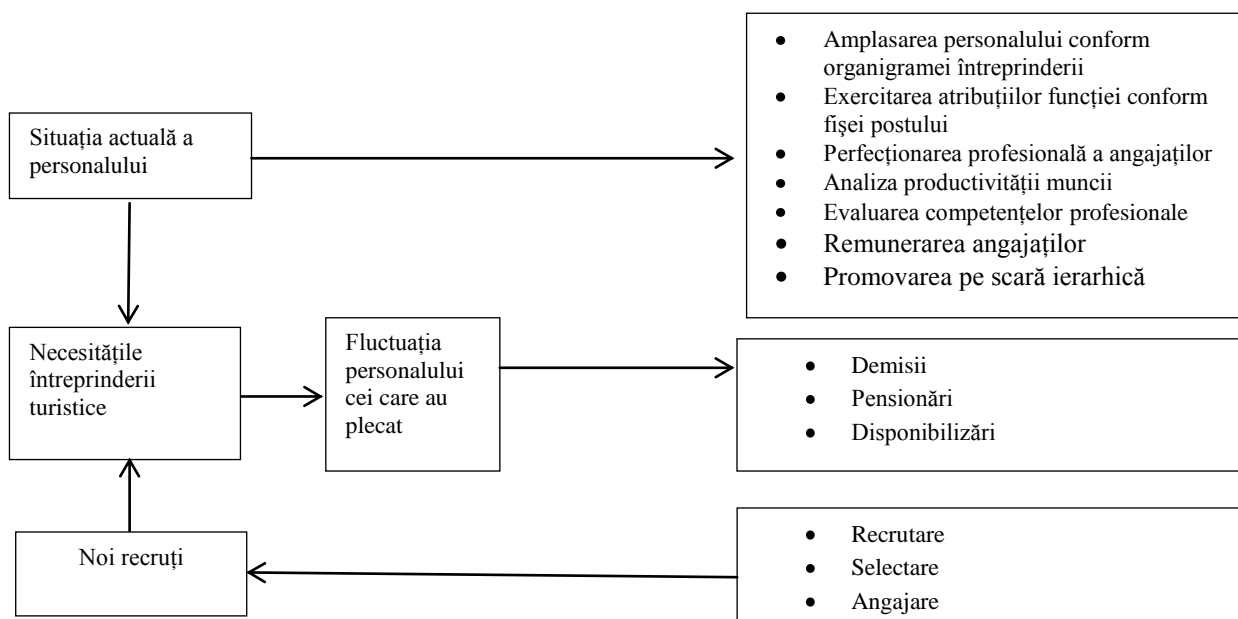 Situația actuală a
personalului
• Amplasarea personalului conform
organigramei întreprinderii
• Exercitarea atribuțiilor funcției conform
fişei postului
• Perfecționarea profesională a angajaților
• Analiza productivității muncii
• Evaluarea competențelor profesionale
• Remunerarea angajaților
• Promovarea pe scară ierarhică
Necesitățile
întreprinderii
turistice
Fluctuația
personalului
cei care au
plecat
• Demisii
• Pensionări
• Disponibilizări
Noi recruți
• Recrutare
• Selectare
• Angajare